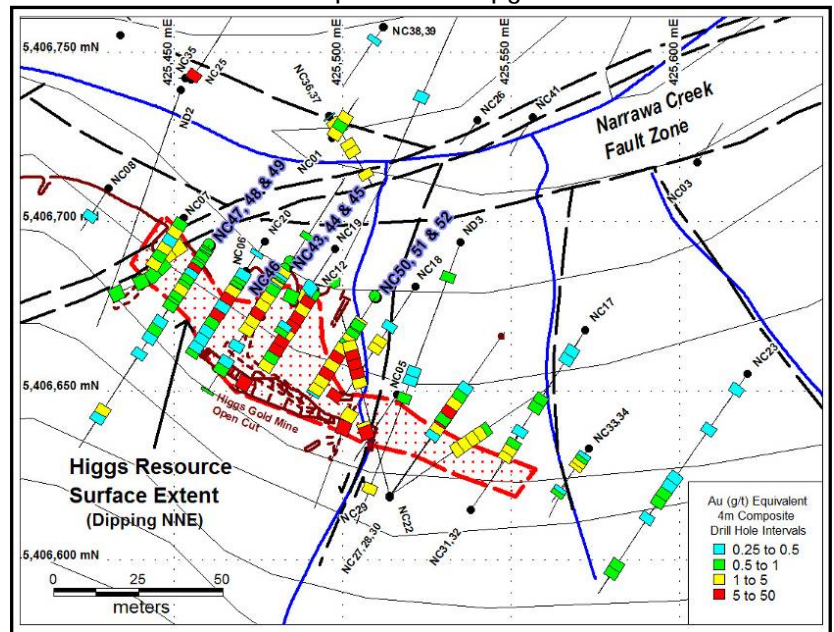 425,450 mE
425,500 mE
425,550 mE
425,600 mE
5,406,750 mN
5,406,700 mN
5,406,650 mN
5,406,600 mN
NC38,39
NC35
NC25
ND2
NC36,37
NC01
NC26
NC41
Narrawa Creek
Fault Zone
NC03
NC08
NC07
NC47, 48 & 49
NC06
NC20
NC46
NC43, 44 & 45
NC19
NC12
NC50, 51 & 52
NC18
ND3
NC17
NC23
NC05
NC33,34
Higgs Gold Mine
Open Cut
Higgs Resource
Surface Extent
(Dipping NNE)
NC29
NC27,28,30
NC22
NC31,32
0 25 50
meters
Au (g/t) Equivalent
4m Composite
Drill Hole Intervals
0.25 to 0.5
0.5 to 1
1 to 5
5 to 50